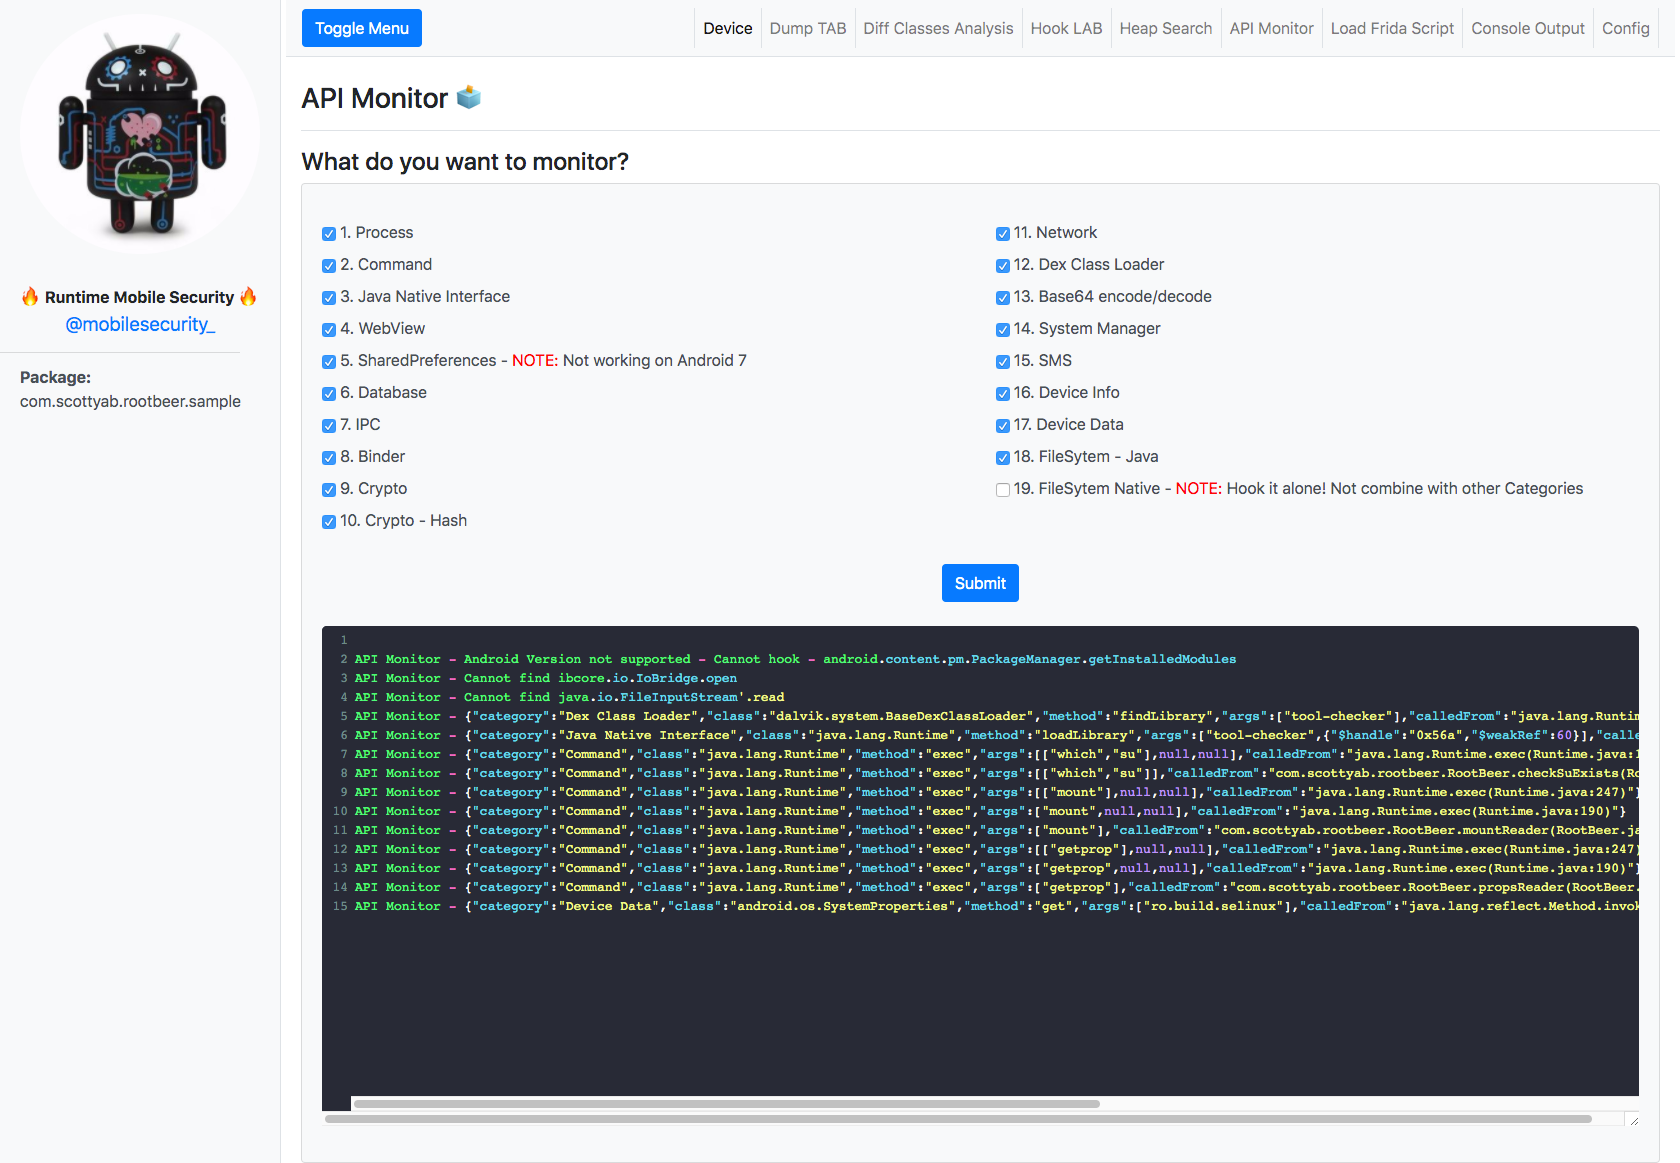 Toggle Menu
Device
Dump TAB
Diff Classes Analysis
Hook LAB
Heap Search
API Monitor
Load Frida Script
Console Output
Config
🔥 Runtime Mobile Security 🔥
@mobilesecurity_
Package:
com.scottyab.rootbeer.sample
API Monitor
What do you want to monitor?
1. Process
2. Command
3. Java Native Interface
4. WebView
5. SharedPreferences - NOTE: Not working on Android 7
6. Database
7. IPC
8. Binder
9. Crypto
10. Crypto - Hash
11. Network
12. Dex Class Loader
13. Base64 encode/decode
14. System Manager
15. SMS
16. Device Info
17. Device Data
18. FileSytem - Java
19. FileSytem Native - NOTE: Hook it alone! Not combine with other Categories
Submit
1
2 API Monitor - Android Version not supported - Cannot hook - android.content.pm.PackageManager.getInstalledModules
3 API Monitor - Cannot find ibcore.io.IoBridge.open
4 API Monitor - Cannot find java.io.FileInputStream'.read
5 API Monitor - {"category":"Dex Class Loader","class":"dalvik.system.BaseDexClassLoader","method":"findLibrary","args":["tool-checker"],"calledFrom":"java.lang.Runtim
6 API Monitor - {"category":"Java Native Interface","class":"java.lang.Runtime","method":"loadLibrary","args":["tool-checker",{"$handle":"0x56a","$weakRef":60}],"calle
7 API Monitor - {"category":"Command","class":"java.lang.Runtime","method":"exec","args":[["which","su"],null,null],"calledFrom":"java.lang.Runtime.exec(Runtime.java:
8 API Monitor - {"category":"Command","class":"java.lang.Runtime","method":"exec","args":[["which","su"]],"calledFrom":"com.scottyab.rootbeer.RootBeer.checkSuExists(Ro
9 API Monitor - {"category":"Command","class":"java.lang.Runtime","method":"exec","args":[["mount"],null,null],"calledFrom":"java.lang.Runtime.exec(Runtime.java:247)"}
10 API Monitor - {"category":"Command","class":"java.lang.Runtime","method":"exec","args":["mount",null,null],"calledFrom":"java.lang.Runtime.exec(Runtime.java:190)"}
11 API Monitor - {"category":"Command","class":"java.lang.Runtime","method":"exec","args":["mount"],"calledFrom":"com.scottyab.rootbeer.RootBeer.mountReader(RootBeer.ja
12 API Monitor - {"category":"Command","class":"java.lang.Runtime","method":"exec","args":[["getprop"],null,null],"calledFrom":"java.lang.Runtime.exec(Runtime.java:247)
13 API Monitor - {"category":"Command","class":"java.lang.Runtime","method":"exec","args":["getprop",null,null],"calledFrom":"java.lang.Runtime.exec(Runtime.java:190)"}
14 API Monitor - {"category":"Command","class":"java.lang.Runtime","method":"exec","args":["getprop"],"calledFrom":"com.scottyab.rootbeer.RootBeer.propsReader(RootBeer.
15 API Monitor - {"category":"Device Data","class":"android.os.SystemProperties","method":"get","args":["ro.build.selinux"],"calledFrom":"java.lang.reflect.Method.invok